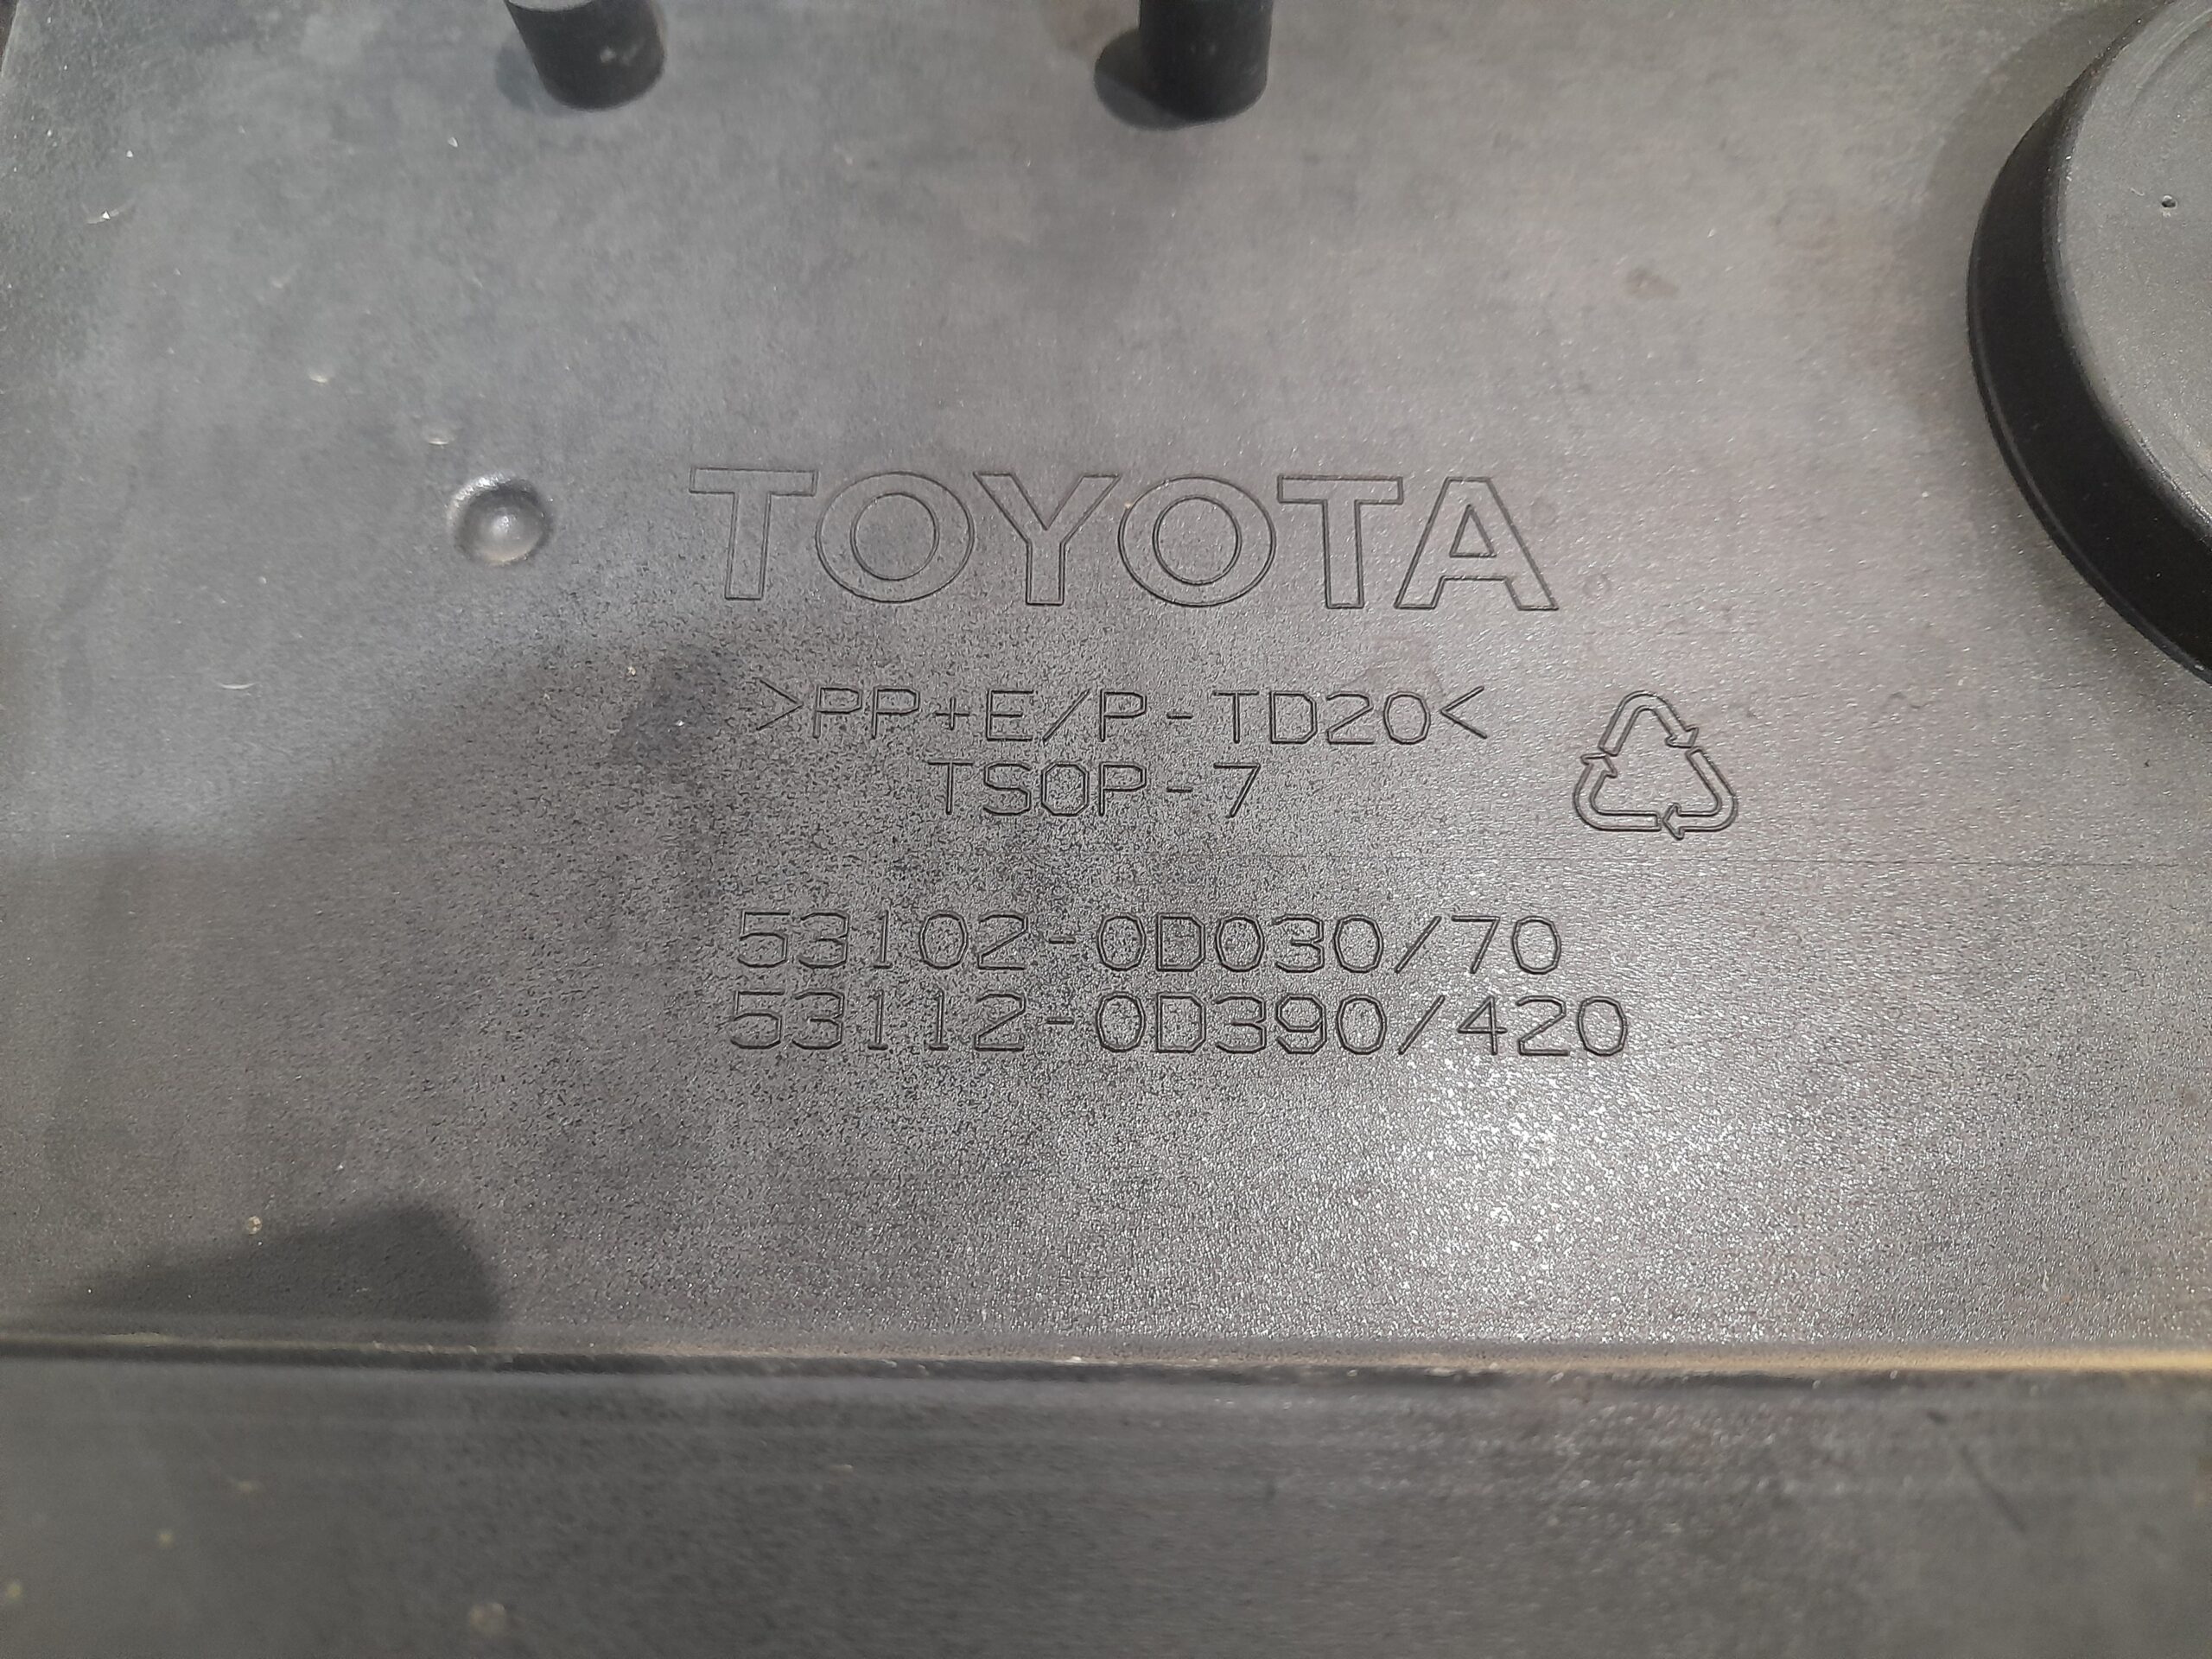 TOYOTA
>PP+E/P-TD20<
TSOP-7
53102-0D030/70
53112-0D390/420